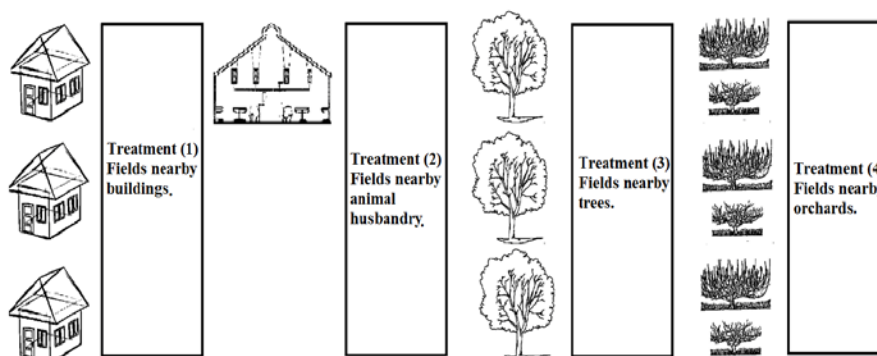 Treatment (1)
Fields nearby
buildings.
Treatment (2)
Fields nearby
animal
husbandry.
Treatment (3)
Fields nearby
trees.
Treatment (4
Fields nearb
orchards.